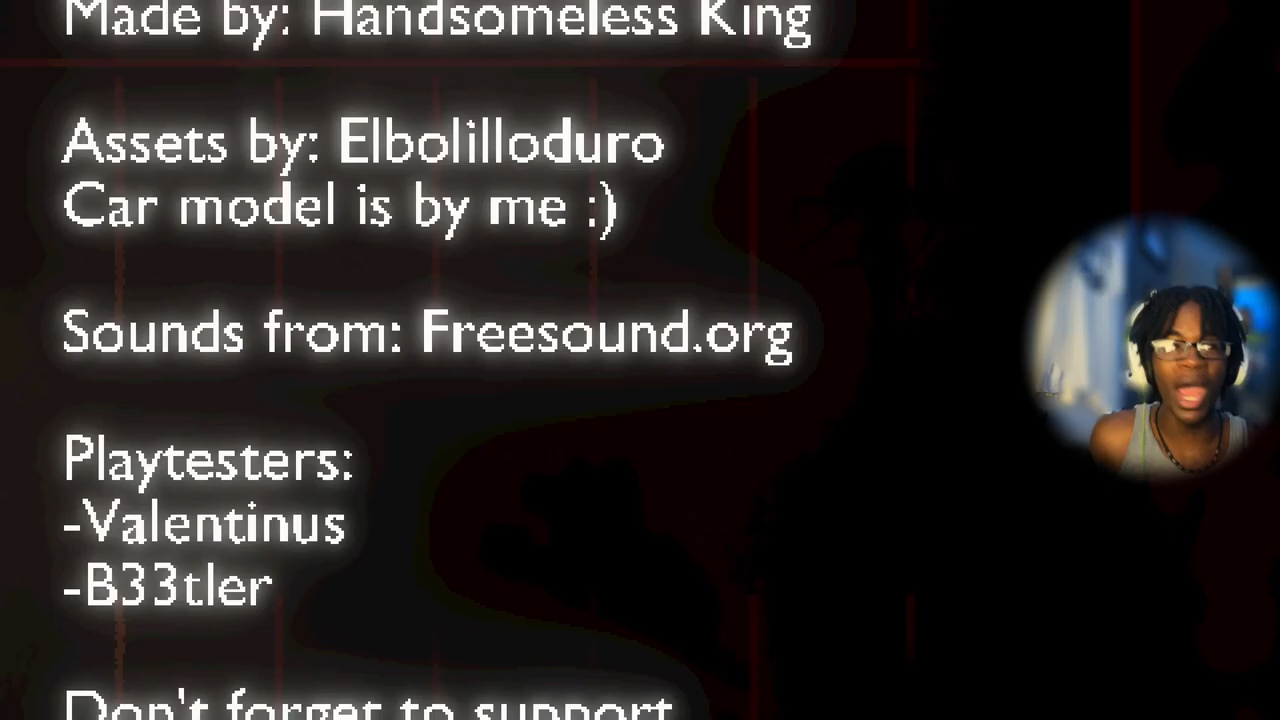 Made by: Handsomeless King
Assets by: Elbolilloduro
Car model is by me :)
Sounds from: Freesound.org
Playtesters:
-Valentinus
-B33tler
Don't forget to support